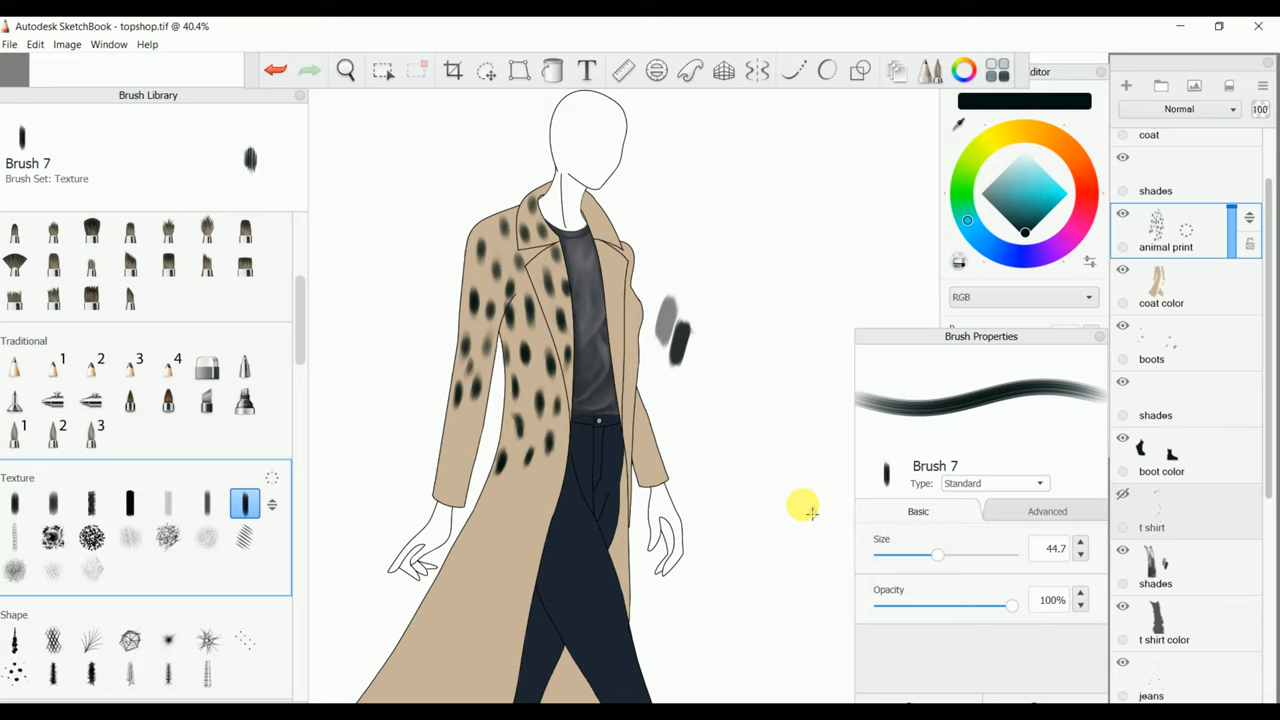 Autodesk SketchBook - topshop.tif @ 40.4%
File Edit Image Window Help
Brush Library
Brush 7
Brush Set: Texture
Traditional
1 2 3 4
1 2 3
Texture
Shape
Editor
RGB
Brush Properties
Brush 7
Type: Standard
Basic Advanced
Size
44.7
Opacity
100%
Normal 100
coat
shades
animal print
coat color
boots
shades
boot color
t shirt
shades
t shirt color
jeans